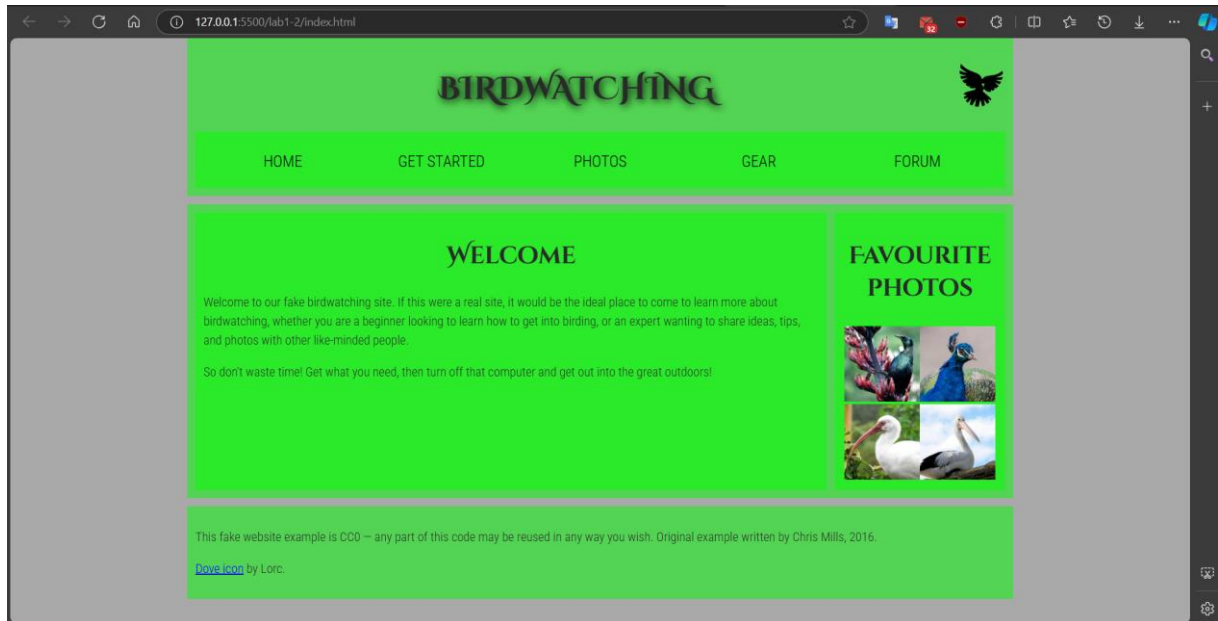 127.0.0.1:5500/lab1-2/index.html
32
BIRDWATCHING
HOME GET STARTED PHOTOS GEAR FORUM
WELCOME
Welcome to our fake birdwatching site. If this were a real site, it would be the ideal place to come to learn more about
birdwatching, whether you are a beginner looking to learn how to get into birding, or an expert wanting to share ideas, tips,
and photos with other like-minded people.
So don't waste time! Get what you need, then turn off that computer and get out into the great outdoors!
FAVOURITE
PHOTOS
This fake website example is CC0 — any part of this code may be reused in any way you wish. Original example written by Chris Mills, 2016.
Dove icon by Lorc.